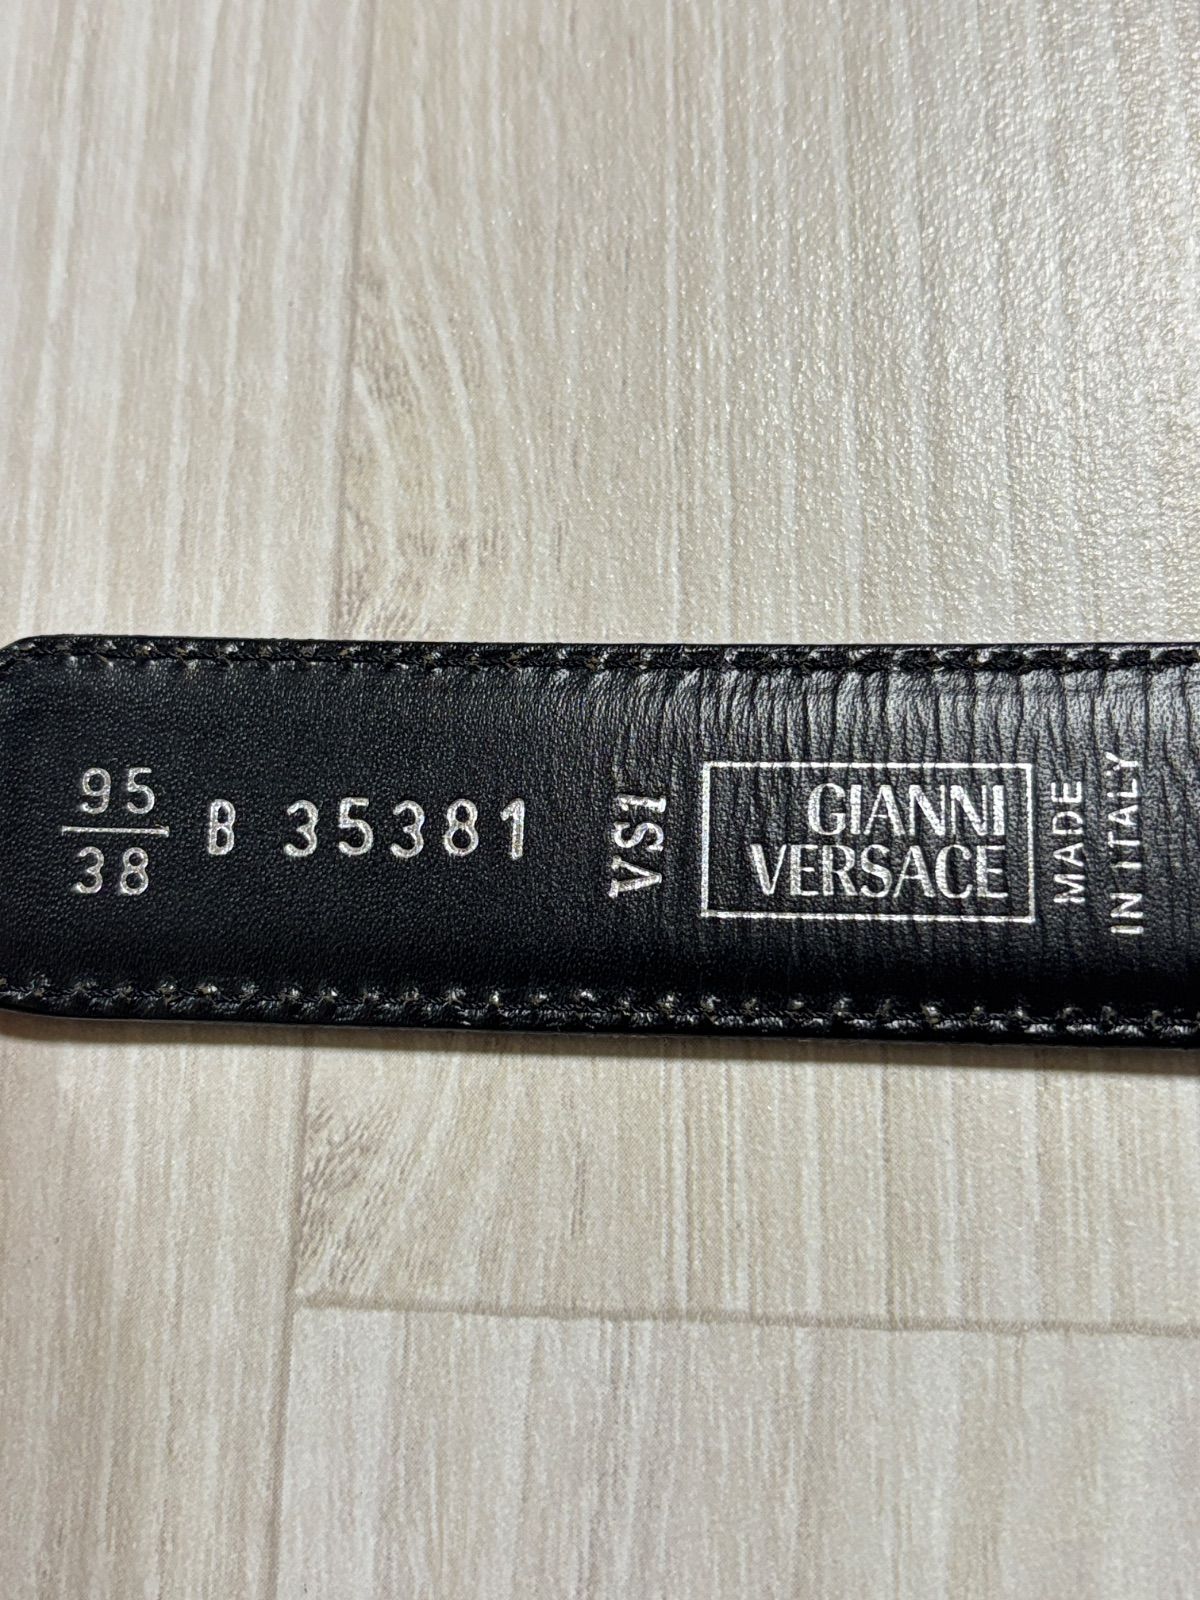 95
38
B 35381
VS1
GIANNI
VERSACE
MADE
IN ITALY